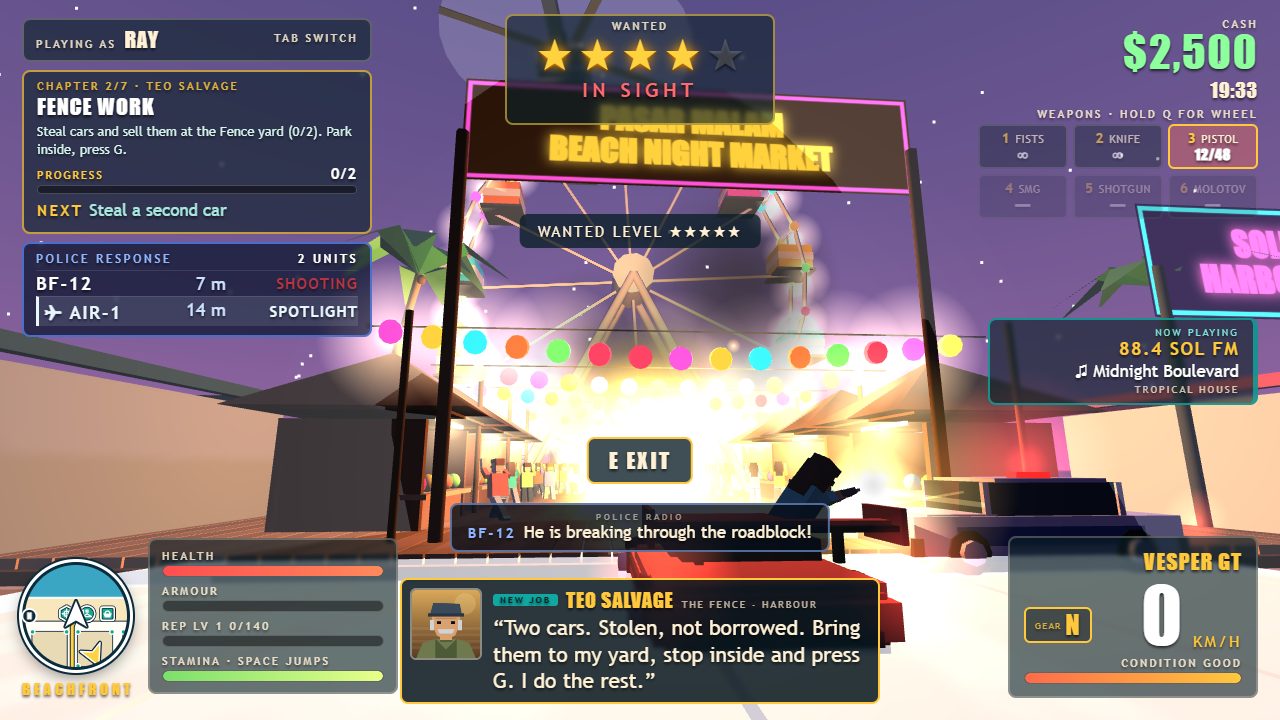 PLAYING AS RAY TAB SWITCH
CHAPTER 2/7 · TEO SALVAGE
FENCE WORK
Steal cars and sell them at the Fence yard (0/2). Park
inside, press G.
PROGRESS 0/2
NEXT Steal a second car
POLICE RESPONSE 2 UNITS
BF-12 7 m SHOOTING
AIR-1 14 m SPOTLIGHT
WANTED
IN SIGHT
PASAR MALAM
BEACH NIGHT MARKET
WANTED LEVEL ★★★★★
CASH
$2,500
19:33
WEAPONS · HOLD Q FOR WHEEL
1 FISTS
∞
2 KNIFE
∞
3 PISTOL
12/48
4 SMG
—
5 SHOTGUN
—
6 MOLOTOV
—
NOW PLAYING
88.4 SOL FM
♫ Midnight Boulevard
TROPICAL HOUSE
E EXIT
POLICE RADIO
BF-12 He is breaking through the roadblock!
HEALTH
ARMOUR
REP LV 1 0/140
STAMINA · SPACE JUMPS
BEACHFRONT
NEW JOB TEO SALVAGE THE FENCE · HARBOUR
“Two cars. Stolen, not borrowed. Bring
them to my yard, stop inside and press
G. I do the rest.”
VESPER GT
GEAR N
0 KM/H
CONDITION GOOD